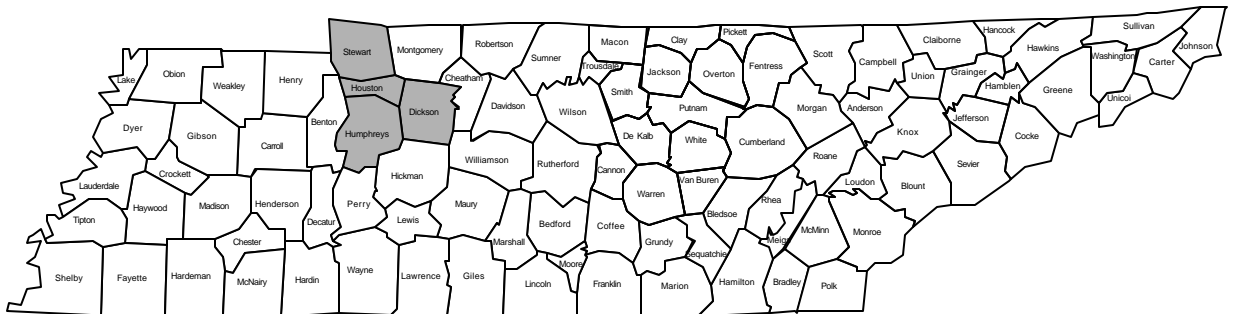 Stewart
Montgomery
Robertson
Sumner
Macon
Trousdale
Clay
Pickett
Jackson
Overton
Fentress
Scott
Campbell
Claiborne
Hancock
Hawkins
Sullivan
Johnson
Washington
Carter
Unicoi
Greene
Hamblen
Grainger
Union
Lake
Obion
Weakley
Henry
Houston
Cheatham
Dickson
Davidson
Wilson
Smith
Putnam
Morgan
Anderson
Knox
Jefferson
Cocke
Dyer
Gibson
Carroll
Benton
Humphreys
De Kalb
White
Cumberland
Roane
Loudon
Blount
Sevier
Crockett
Hickman
Williamson
Rutherford
Cannon
Warren
Van Buren
Lauderdale
Tipton
Haywood
Madison
Henderson
Decatur
Perry
Lewis
Maury
Bedford
Coffee
Bledsoe
Rhea
Meigs
McMinn
Monroe
Chester
Marshall
Moore
Grundy
Sequatchie
Shelby
Fayette
Hardeman
McNairy
Hardin
Wayne
Lawrence
Giles
Lincoln
Franklin
Marion
Hamilton
Bradley
Polk